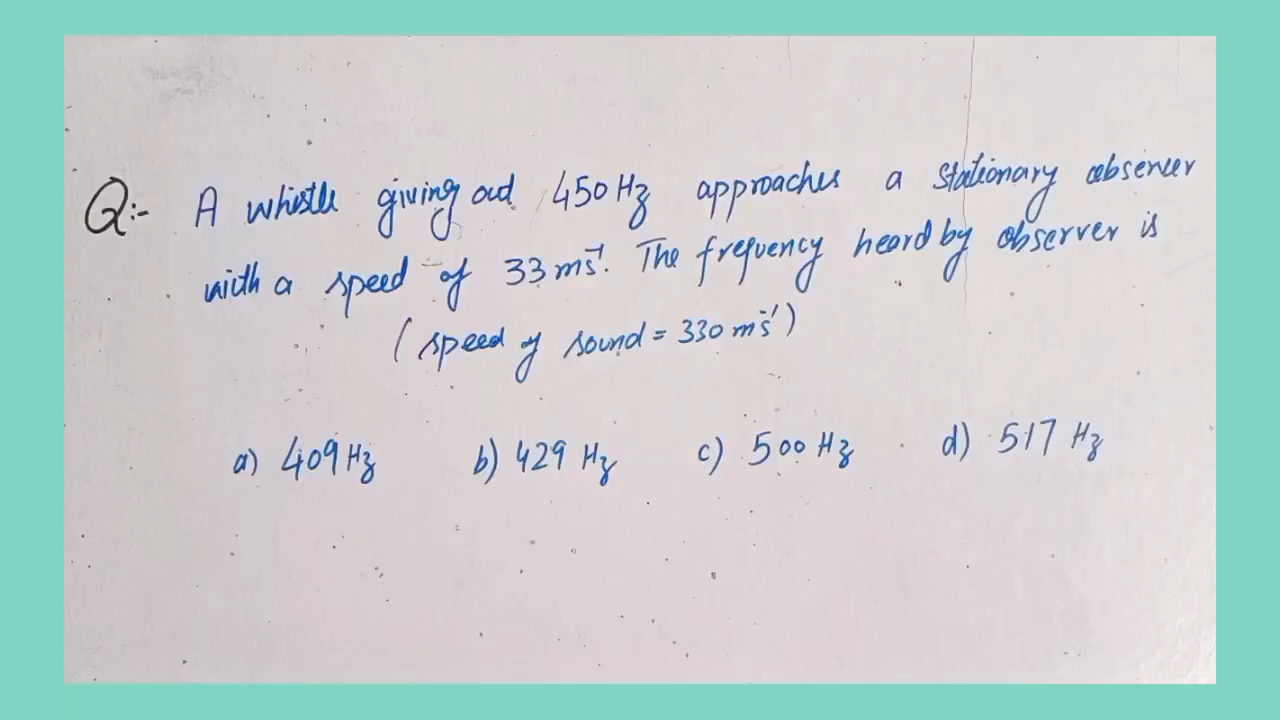 Q:- A whistle giving out 450 Hz approaches a stationary observer
with a speed of 33 ms⁻¹. The frequency heard by observer is
(speed of sound = 330 ms⁻¹)
a) 409 Hz b) 429 Hz c) 500 Hz d) 517 Hz